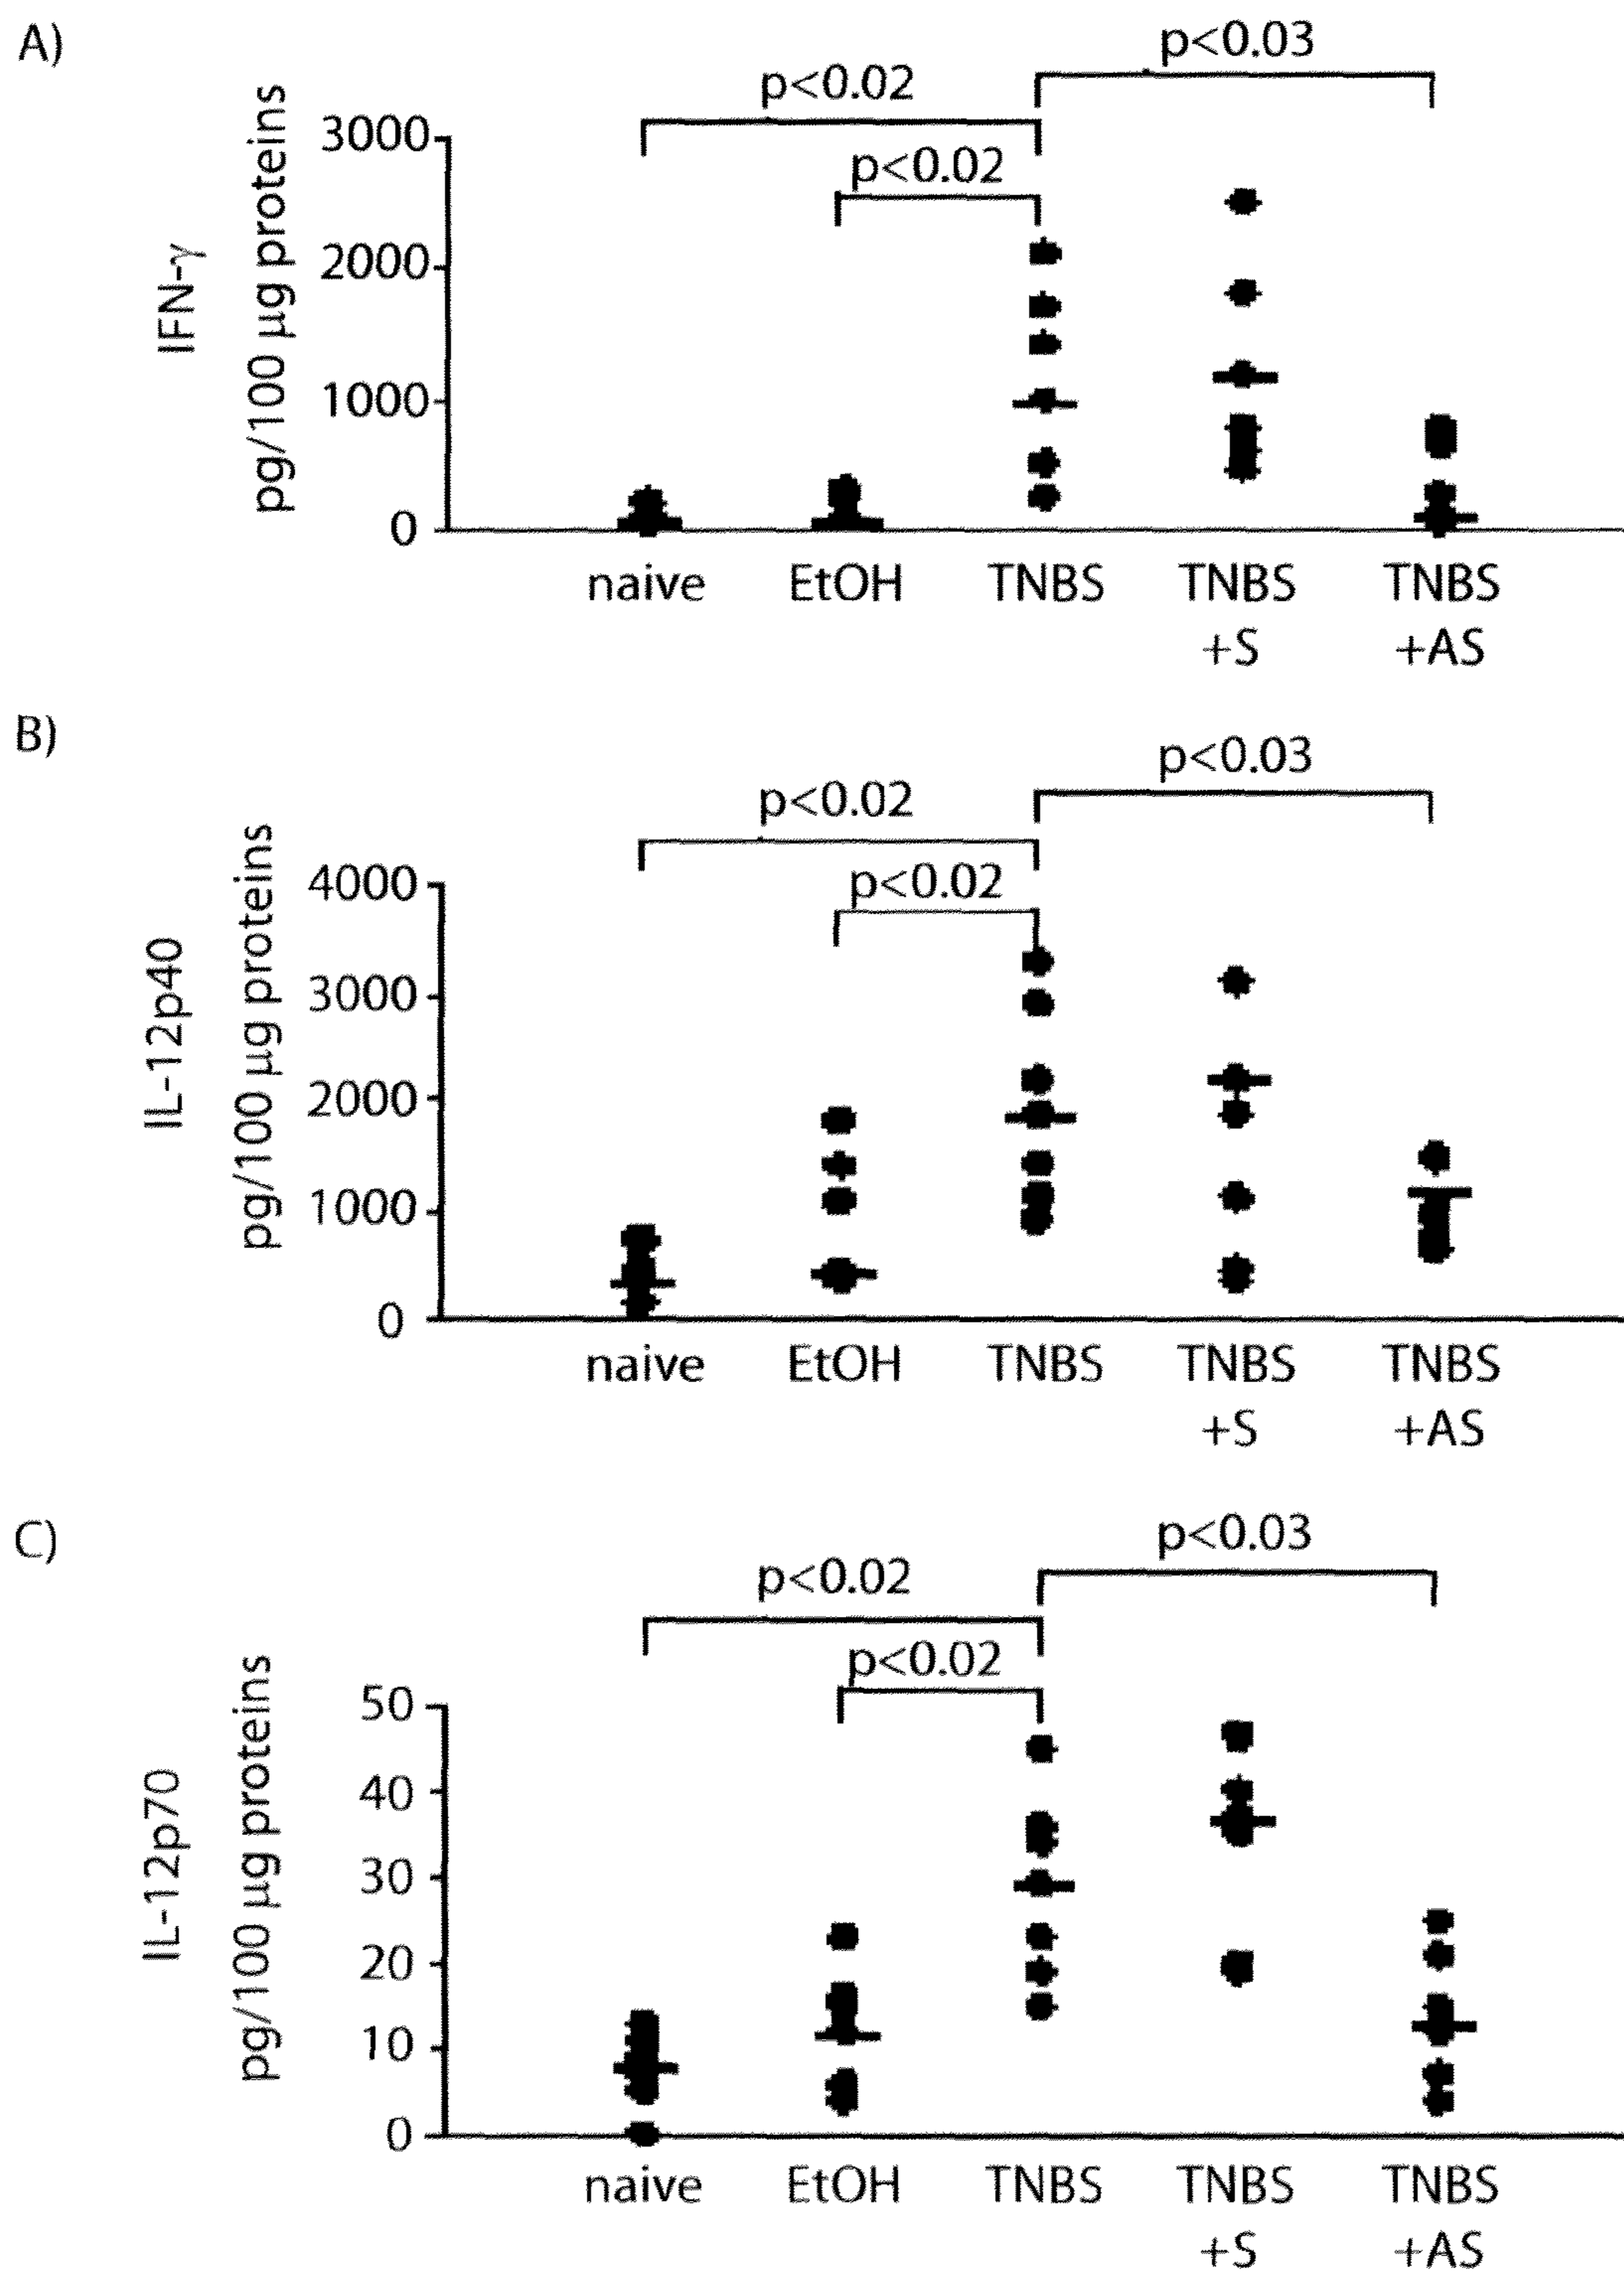 A)
p<0.03
p<0.02
p<0.02
IFN-γ
pg/100 µg proteins
3000
2000
1000
0
naive EtOH TNBS TNBS TNBS
+S +AS
B)
p<0.03
p<0.02
p<0.02
IL-12p40
pg/100 µg proteins
4000
3000
2000
1000
0
naive EtOH TNBS TNBS TNBS
+S +AS
C)
p<0.03
p<0.02
p<0.02
IL-12p70
pg/100 µg proteins
50
40
30
20
10
0
naive EtOH TNBS TNBS TNBS
+S +AS